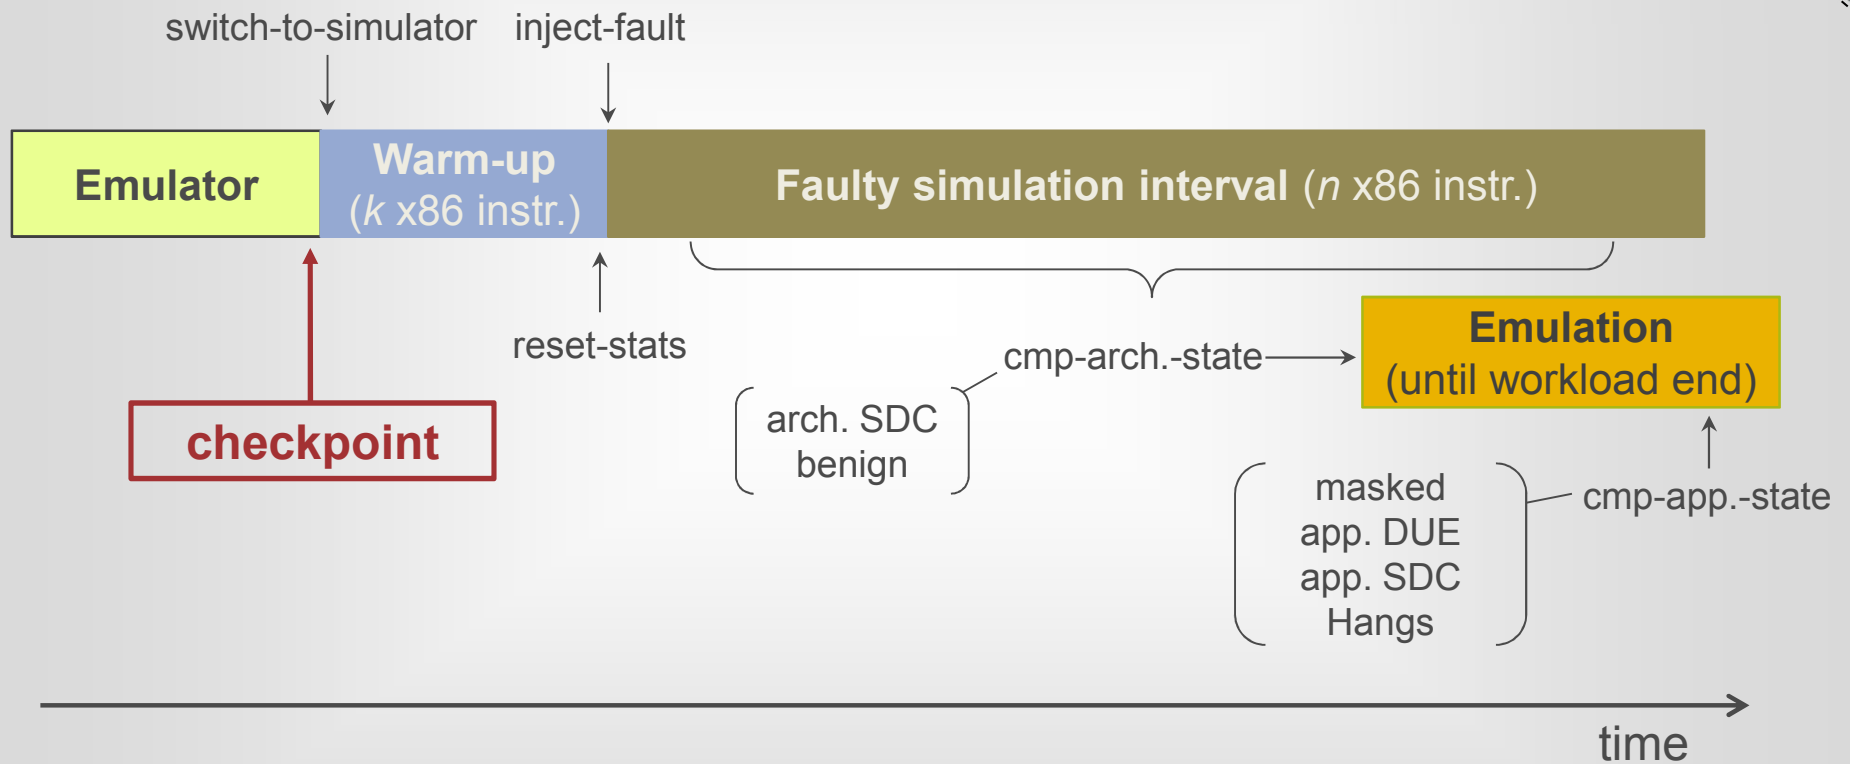 switch-to-simulator
inject-fault
Emulator
Warm-up
(k x86 instr.)
Faulty simulation interval (n x86 instr.)
reset-stats
checkpoint
cmp-arch.-state
arch. SDC
benign
Emulation
(until workload end)
masked
app. DUE
app. SDC
Hangs
cmp-app.-state
time